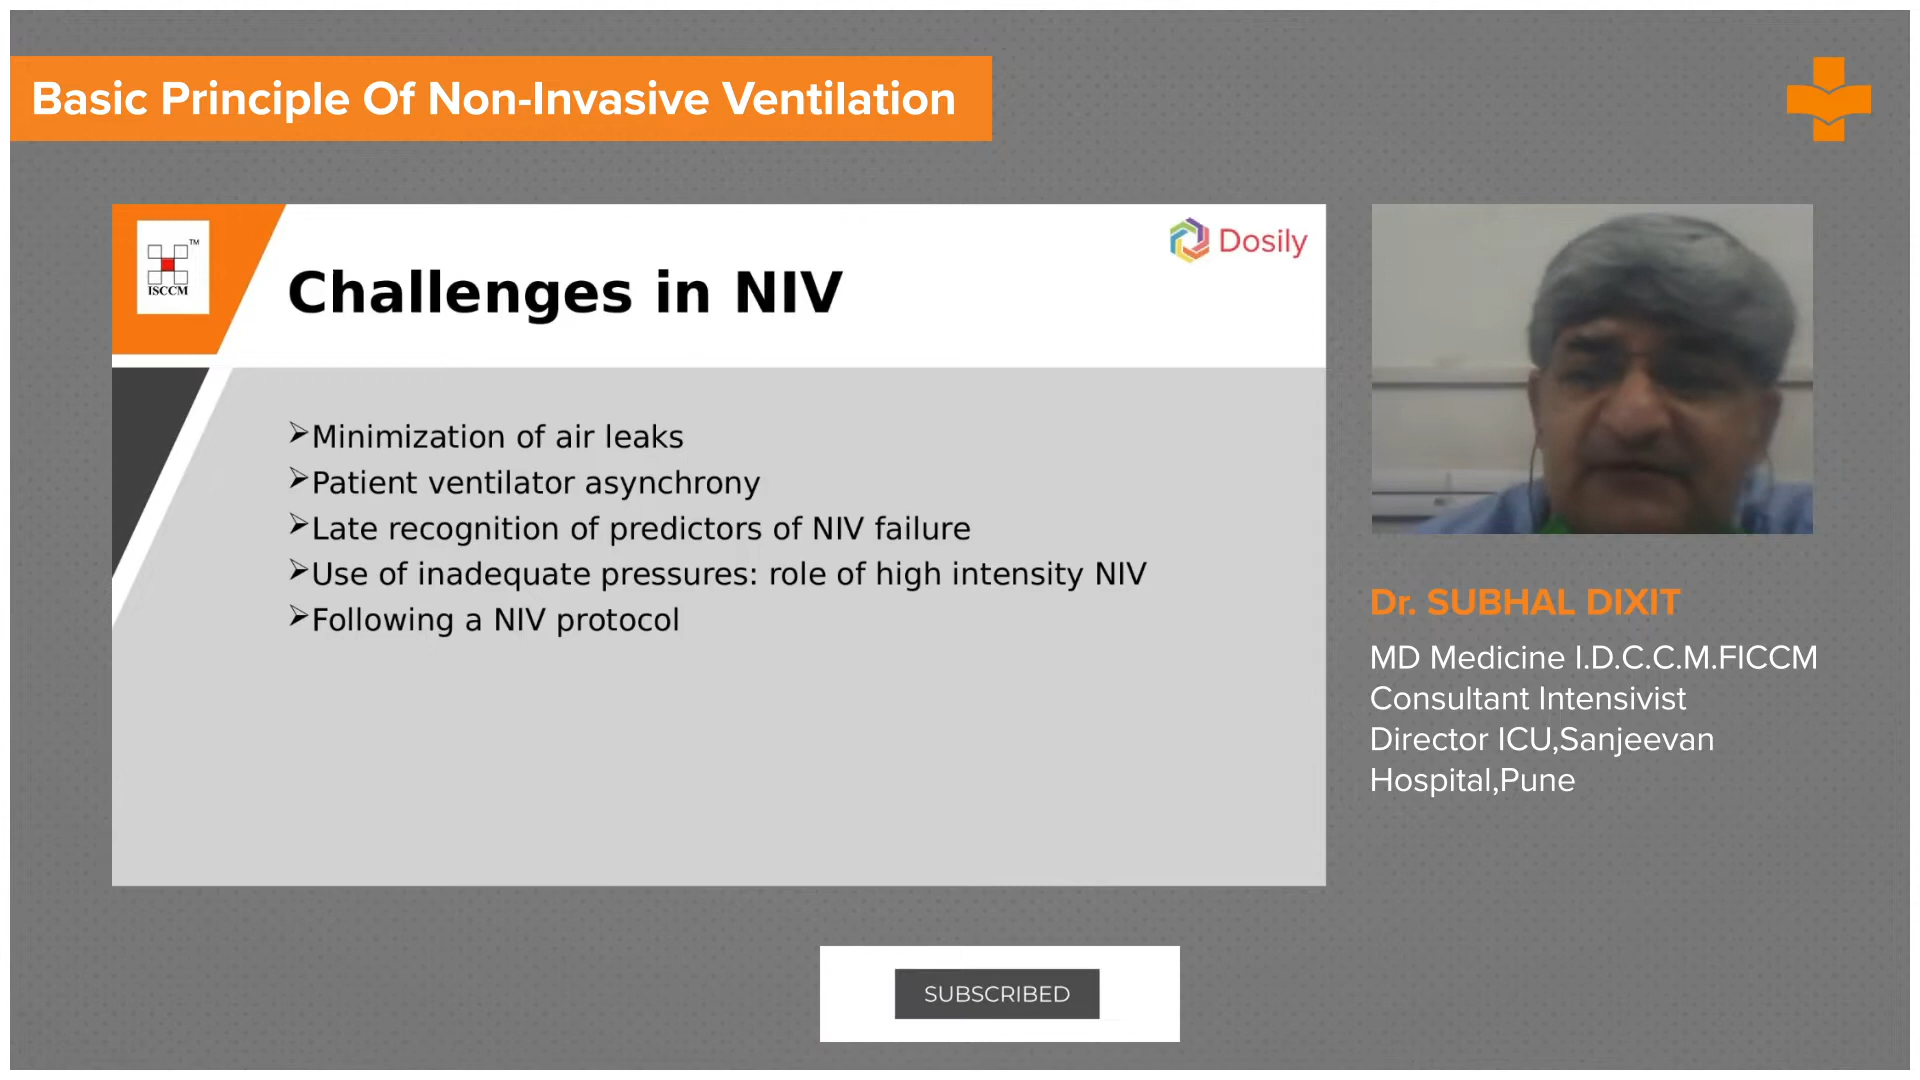 Basic Principle Of Non-Invasive Ventilation
TM
ISCCM
Dosily
Challenges in NIV
➢Minimization of air leaks
➢Patient ventilator asynchrony
➢Late recognition of predictors of NIV failure
➢Use of inadequate pressures: role of high intensity NIV
➢Following a NIV protocol
Dr. SUBHAL DIXIT
MD Medicine I.D.C.C.M.FICCM
Consultant Intensivist
Director ICU,Sanjeevan
Hospital,Pune
SUBSCRIBED